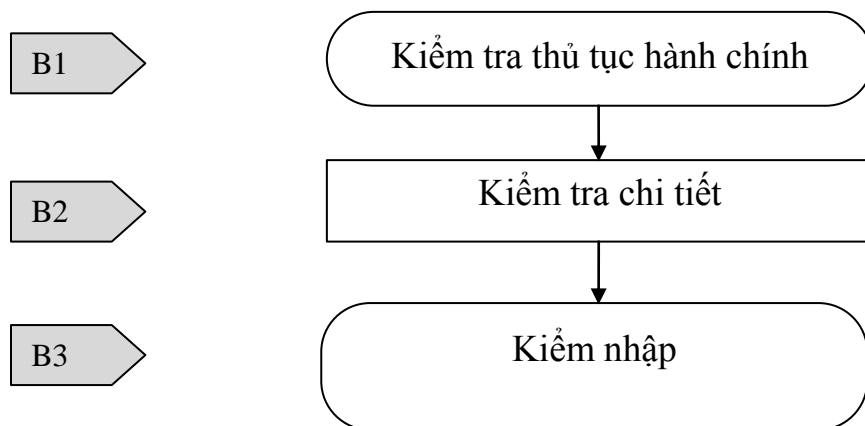 B1
Kiểm tra thủ tục hành chính
B2
Kiểm tra chi tiết
B3
Kiểm nhập